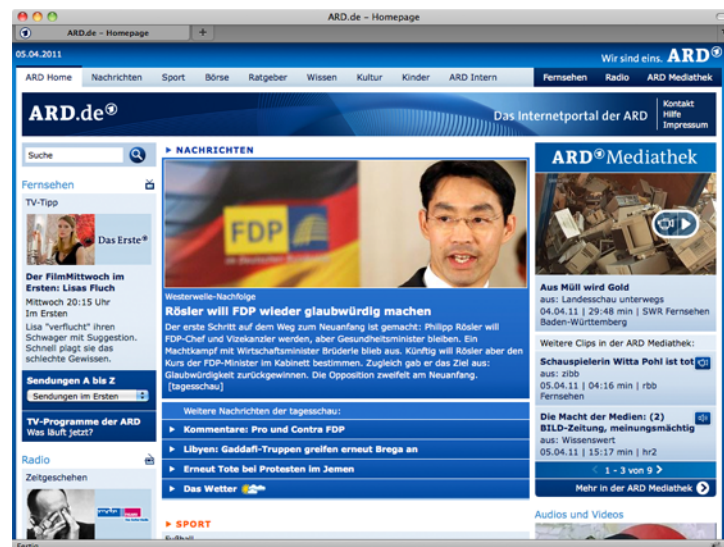 ARD.de – Homepage
ARD.de – Homepage
+
05.04.2011
Wir sind eins. ARD
ARD Home Nachrichten Sport Börse Ratgeber Wissen Kultur Kinder ARD Intern Fernsehen Radio ARD Mediathek
ARD.de
Das Internetportal der ARD
Kontakt
Hilfe
Impressum
Suche
Fernsehen
TV-Tipp
Das Erste
Der FilmMittwoch im
Ersten: Lisas Fluch
Mittwoch 20:15 Uhr
Im Ersten
Lisa "verflucht" ihren
Schwager mit Suggestion.
Schnell plagt sie das
schlechte Gewissen.
Sendungen A bis Z
Sendungen im Ersten
TV-Programme der ARD
Was läuft jetzt?
Radio
Zeitgeschehen
NACHRICHTEN
FDP
Westerwelle-Nachfolge
Rösler will FDP wieder glaubwürdig machen
Der erste Schritt auf dem Weg zum Neuanfang ist gemacht: Philipp Rösler will
FDP-Chef und Vizekanzler werden, aber Gesundheitsminister bleiben. Ein
Machtkampf mit Wirtschaftsminister Brüderle blieb aus. Künftig will Rösler aber den
Kurs der FDP-Minister im Kabinett bestimmen. Zugleich gab er das Ziel aus:
Glaubwürdigkeit zurückgewinnen. Die Opposition zweifelt am Neuanfang.
[tagesschau]
Weitere Nachrichten der tagesschau:
Kommentare: Pro und Contra FDP
Libyen: Gaddafi-Truppen greifen erneut Brega an
Erneut Tote bei Protesten im Jemen
Das Wetter
SPORT
Fußball
ARD Mediathek
Aus Müll wird Gold
aus: Landesschau unterwegs
04.04.11 | 29:48 min | SWR Fernsehen
Baden-Württemberg
Weitere Clips in der ARD Mediathek:
Schauspielerin Witta Pohl ist tot
aus: zibb
05.04.11 | 04:16 min | rbb
Fernsehen
Die Macht der Medien: (2)
BILD-Zeitung, meinungsmächtig
aus: Wissenswert
05.04.11 | 15:17 min | hr2
1 - 3 von 9
Mehr in der ARD Mediathek
Audios und Videos
Fertig